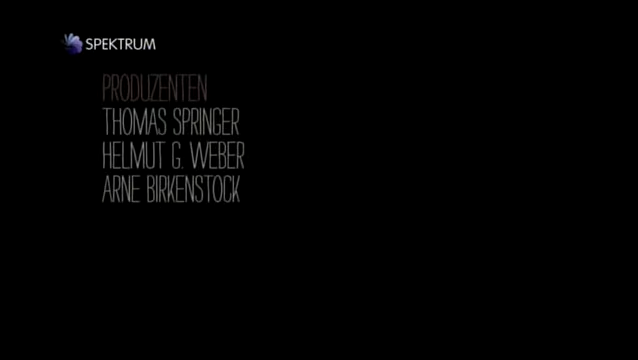 SPEKTRUM
PRODUZENTEN
THOMAS SPRINGER
HELMUT G. WEBER
ARNE BIRKENSTOCK